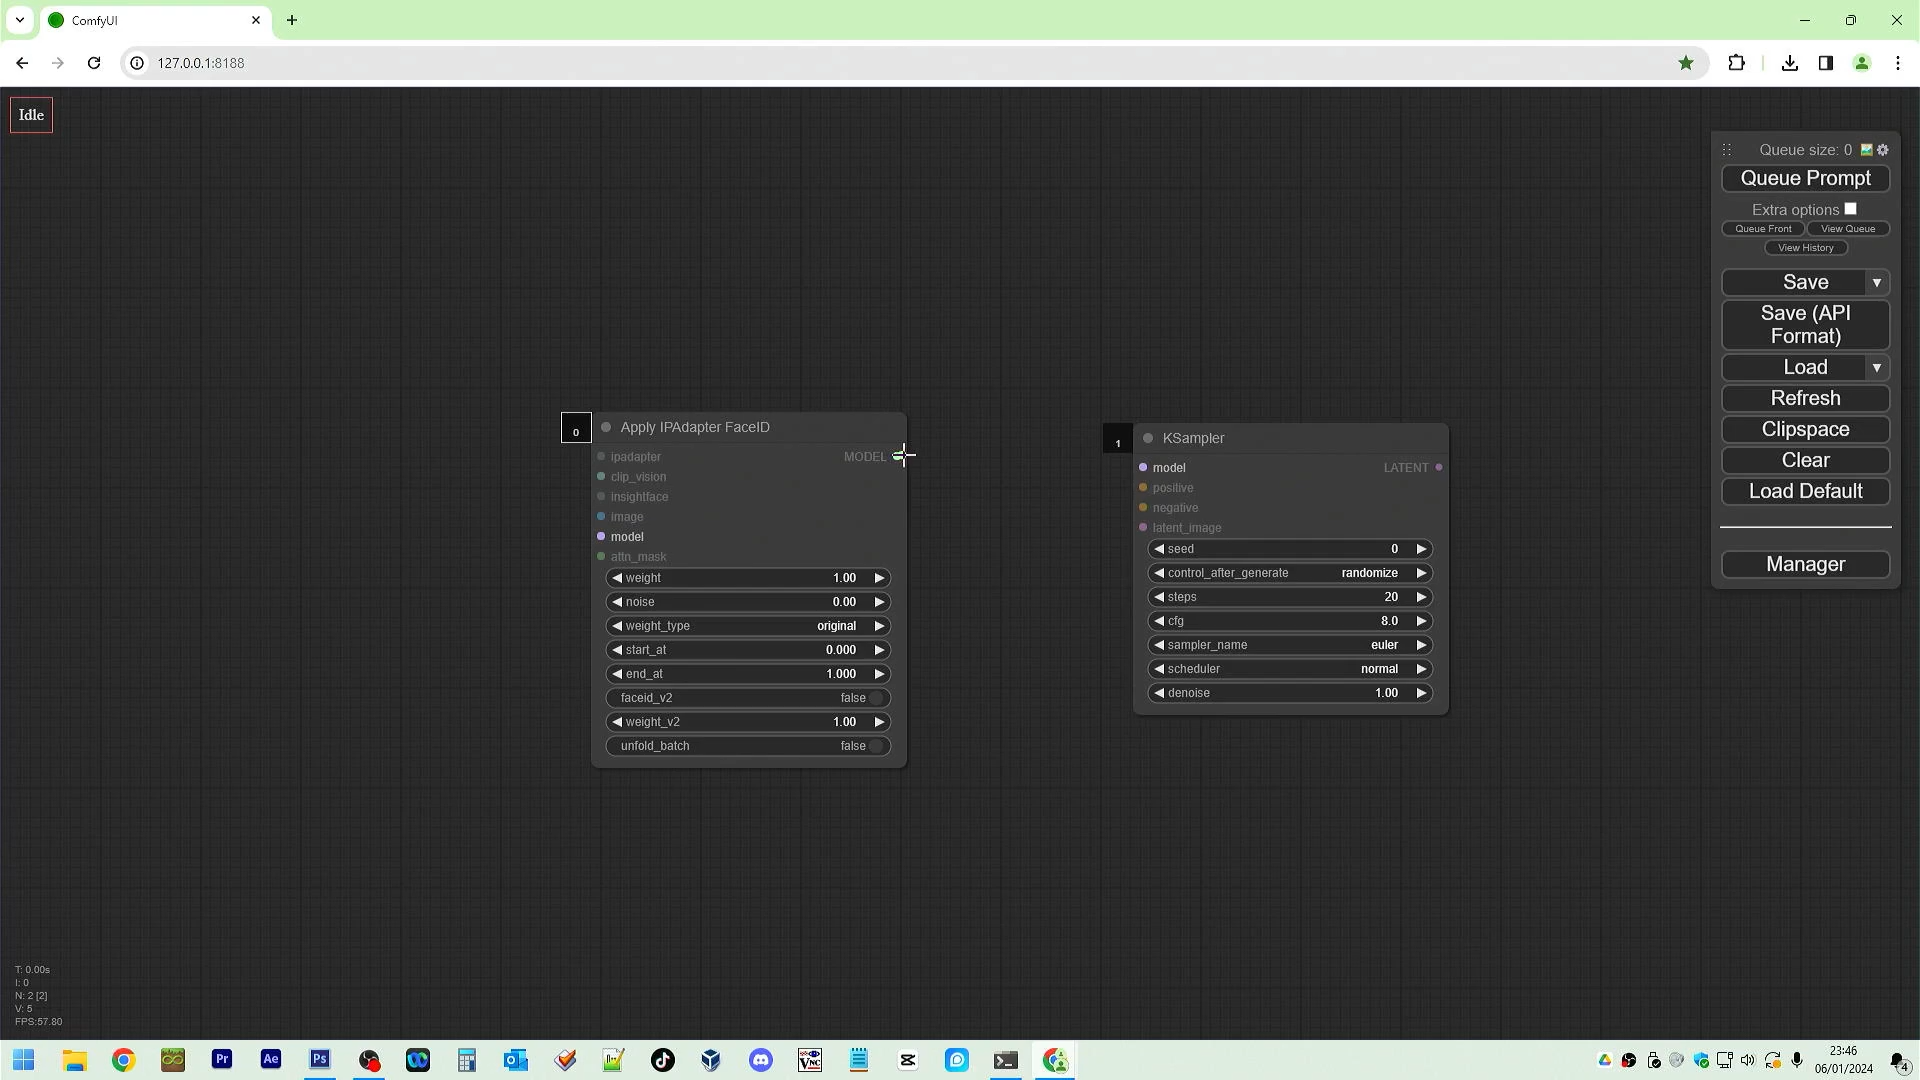 ComfyUI
127.0.0.1:8188
Idle
Queue size: 0
Queue Prompt
Extra options
Queue Front
View Queue
View History
Save
Save (API
Format)
Load
Refresh
Clipspace
Clear
Load Default
Manager
0
Apply IPAdapter FaceID
ipadapter
MODEL
clip_vision
insightface
image
model
attn_mask
weight 1.00
noise 0.00
weight_type original
start_at 0.000
end_at 1.000
faceid_v2 false
weight_v2 1.00
unfold_batch false
1
KSampler
model
LATENT
positive
negative
latent_image
seed 0
control_after_generate randomize
steps 20
cfg 8.0
sampler_name euler
scheduler normal
denoise 1.00
T: 0.00s
I: 0
N: 2 [2]
V: 5
FPS:57.80
Pr
Ae
Ps
23:46
06/01/2024
4